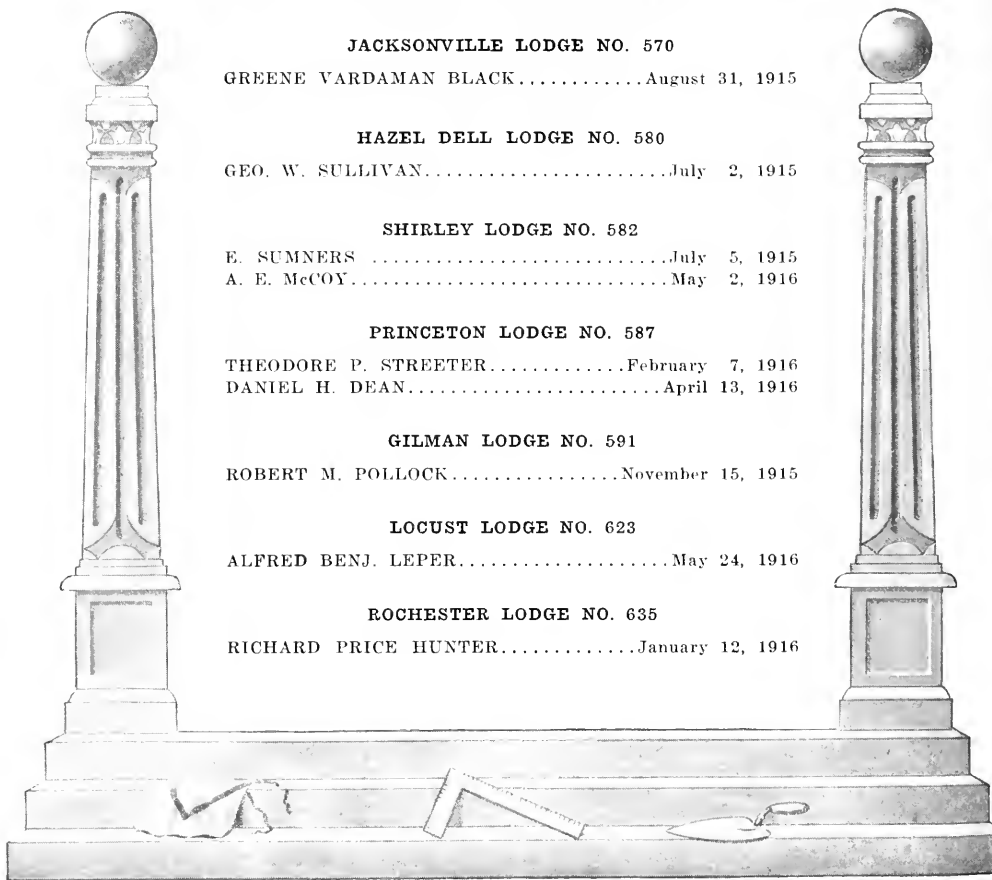 JACKSONVILLE LODGE NO. 570
GREENE VARDAMAN BLACK............August 31, 1915
HAZEL DELL LODGE NO. 580
GEO. W. SULLIVAN.......................July 2, 1915
SHIRLEY LODGE NO. 582
E. SUMNERS ............................July 5, 1915
A. E. McCOY..............................May 2, 1916
PRINCETON LODGE NO. 587
THEODORE P. STREETER.............February 7, 1916
DANIEL H. DEAN........................April 13, 1916
GILMAN LODGE NO. 591
ROBERT M. POLLOCK................November 15, 1915
LOCUST LODGE NO. 623
ALFRED BENJ. LEPER....................May 24, 1916
ROCHESTER LODGE NO. 635
RICHARD PRICE HUNTER.............January 12, 1916